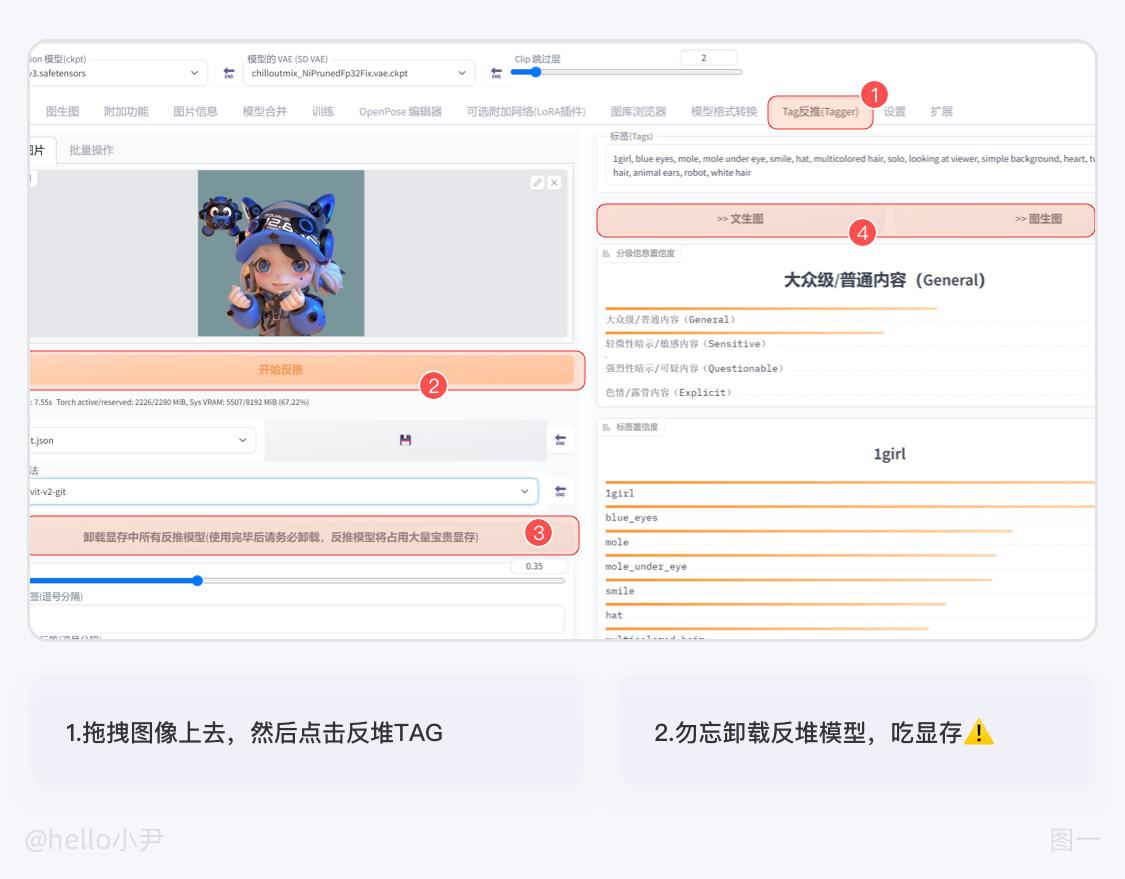 ion 模型(ckpt)
v3.safetensors
模型的 VAE (SD VAE)
chilloutmix_NiPrunedFp32Fix.vae.ckpt
Clip 跳过层
2
图生图
附加功能
图片信息
模型合并
训练
OpenPose 编辑器
可选附加网络(LoRA插件)
图库浏览器
模型格式转换
Tag反推(Tagger)
1
设置
扩展
图片
批量操作
12.6
开始反推
2
: 7.55s Torch active/reserved: 2226/2280 MiB, Sys VRAM: 5507/8192 MiB (67.22%)
t.json
法
vit-v2-git
卸载显存中所有反推模型(使用完毕后请务必卸载，反推模型将占用大量宝贵显存)
3
0.35
签(逗号分隔)
标签(逗号分隔)
标签(Tags)
1girl, blue eyes, mole, mole under eye, smile, hat, multicolored hair, solo, looking at viewer, simple background, heart, tw
hair, animal ears, robot, white hair
>> 文生图
4
>> 图生图
分级信息置信度
大众级/普通内容（General）
大众级/普通内容（General）
轻微性暗示/敏感内容（Sensitive）
强烈性暗示/可疑内容（Questionable）
色情/露骨内容（Explicit）
标签置信度
1girl
1girl
blue_eyes
mole
mole_under_eye
smile
hat
multicolored_hair
1.拖拽图像上去，然后点击反堆TAG
2.勿忘卸载反堆模型，吃显存⚠️
@hello小尹
图一